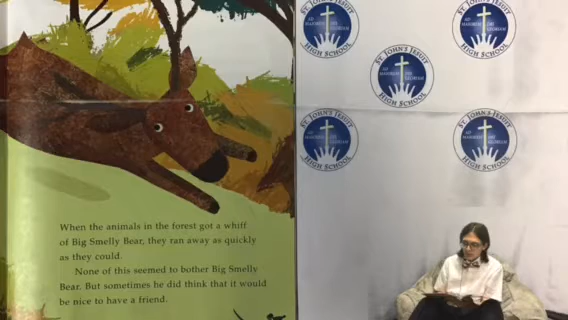 When the animals in the forest got a whiff
of Big Smelly Bear, they ran away as quickly
as they could.
None of this seemed to bother Big Smelly
Bear. But sometimes he did think that it would
be nice to have a friend.
ST. JOHN'S JESUIT
HIGH SCHOOL
ST. JOHN'S JESUIT
HIGH SCHOOL
ST. JOHN'S JESUIT
HIGH SCHOOL
ST. JOHN'S JESUIT
HIGH SCHOOL
ST. JOHN'S JESUIT
HIGH SCHOOL